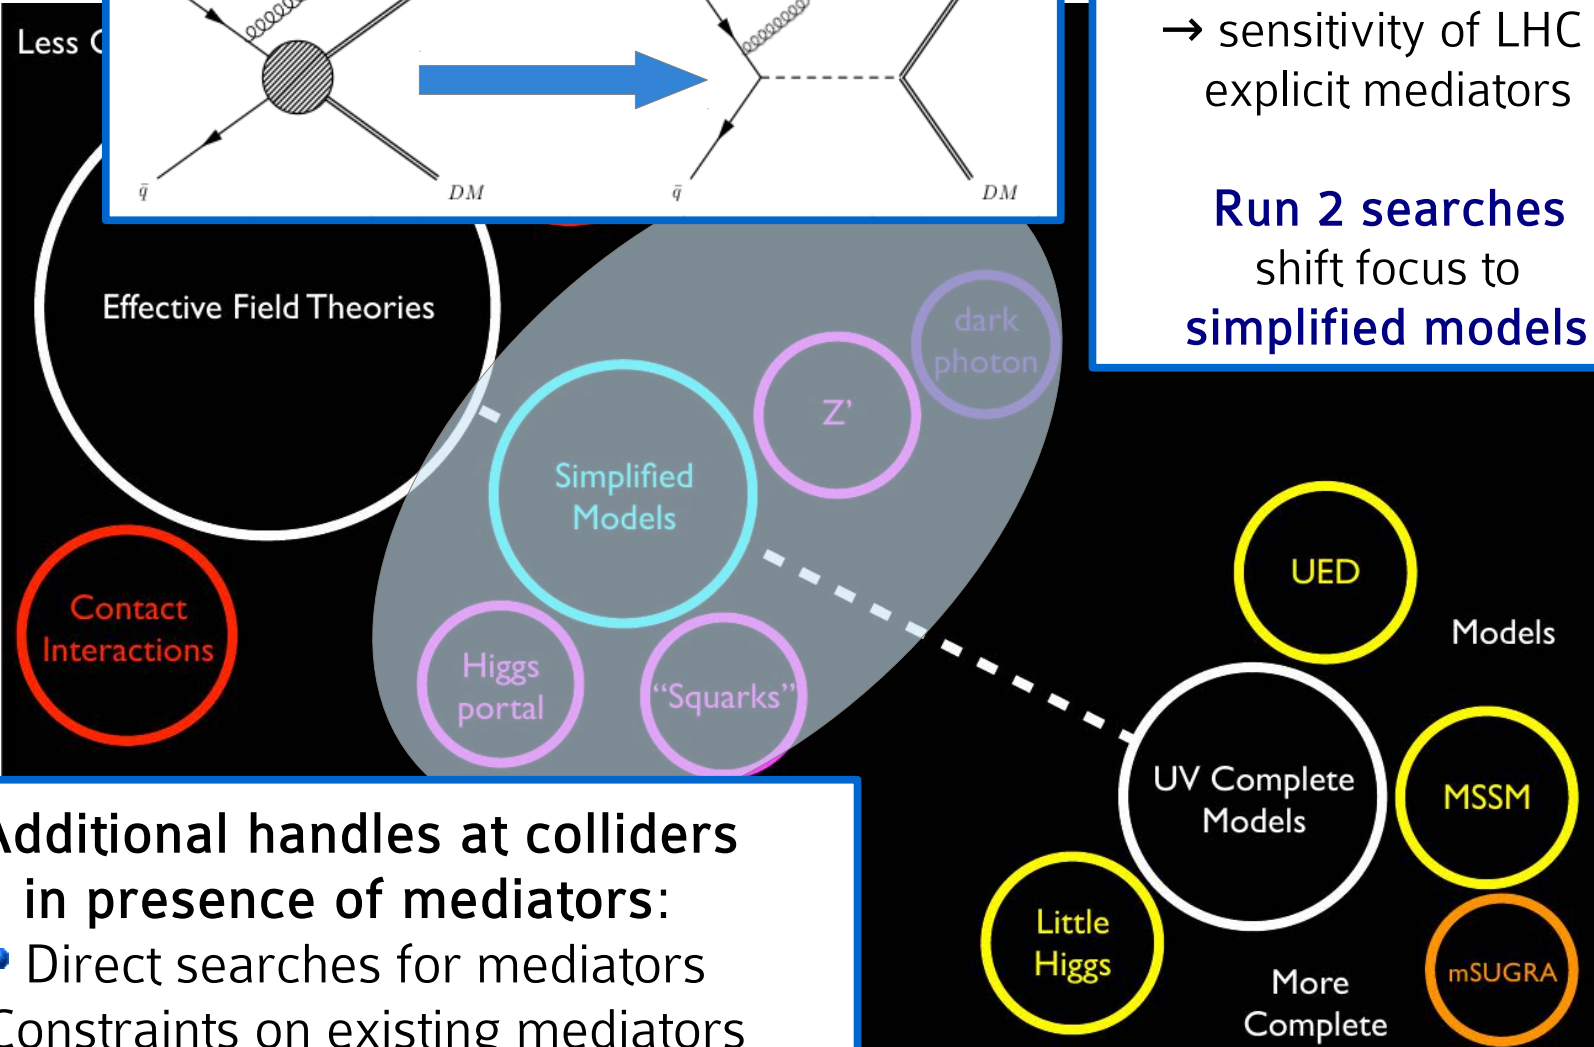 Less
q̄
DM
q̄
DM
→ sensitivity of LHC
explicit mediators
Run 2 searches
shift focus to
simplified models
Effective Field Theories
dark
photon
Z’
Simplified
Models
Contact
Interactions
Higgs
portal
“Squarks”
UED
Models
UV Complete
Models
MSSM
Little
Higgs
mSUGRA
More
Complete
Additional handles at colliders
in presence of mediators:
Direct searches for mediators
Constraints on existing mediators